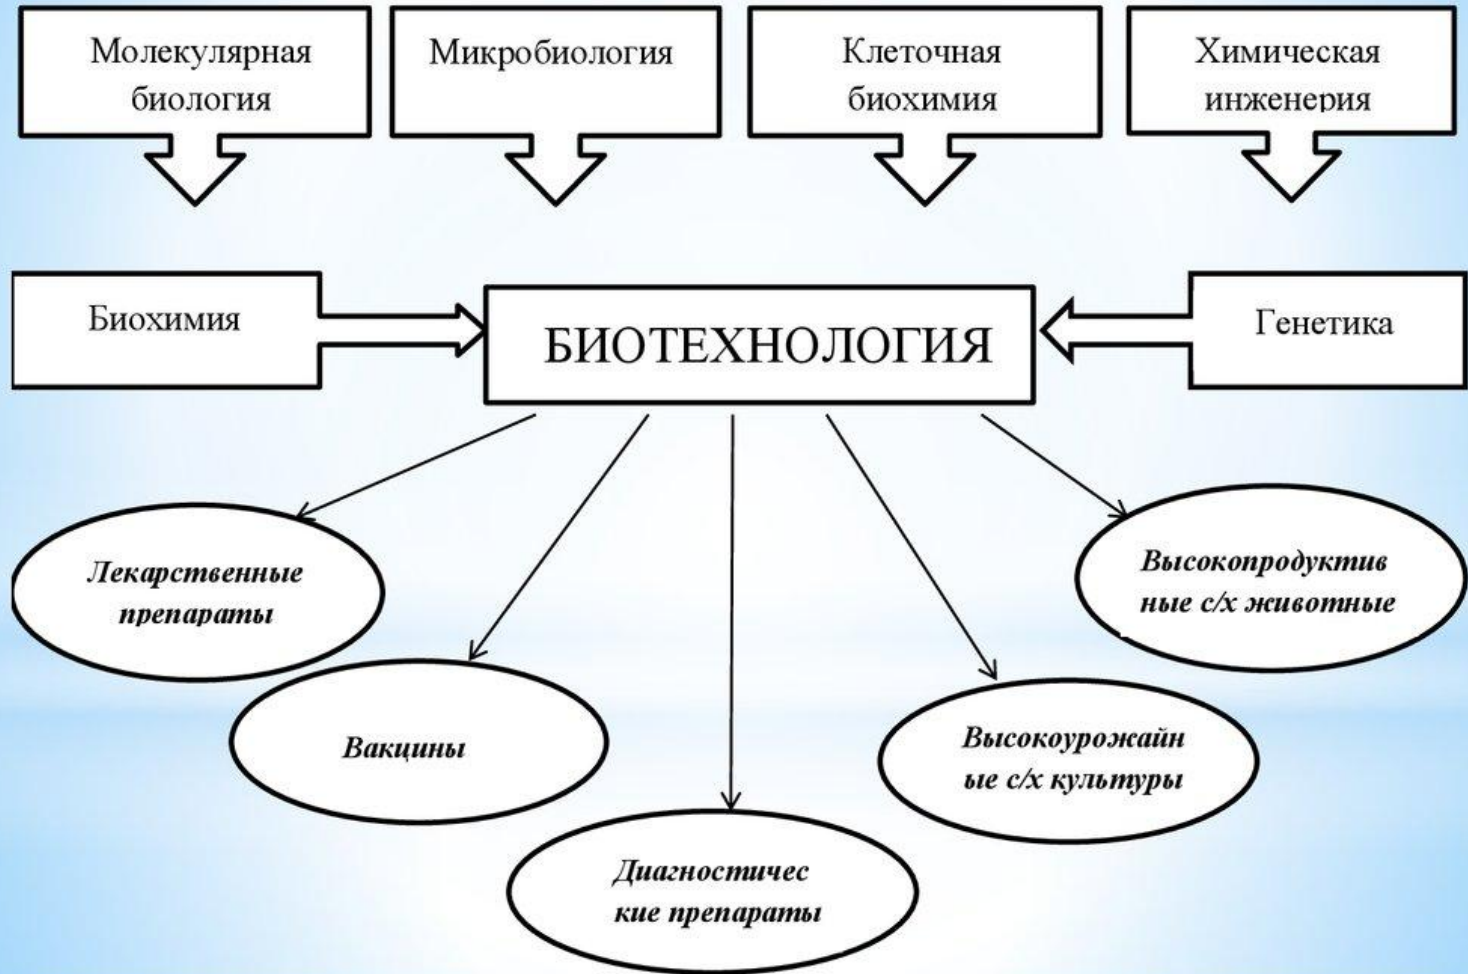 Молекулярная
биология
Микробиология
Клеточная
биохимия
Химическая
инженерия
Биохимия
БИОТЕХНОЛОГИЯ
Генетика
Лекарственные
препараты
Высокопродуктив
ные с/х животные
Вакцины
Высокоурожайн
ые с/х культуры
Диагностичес
кие препараты